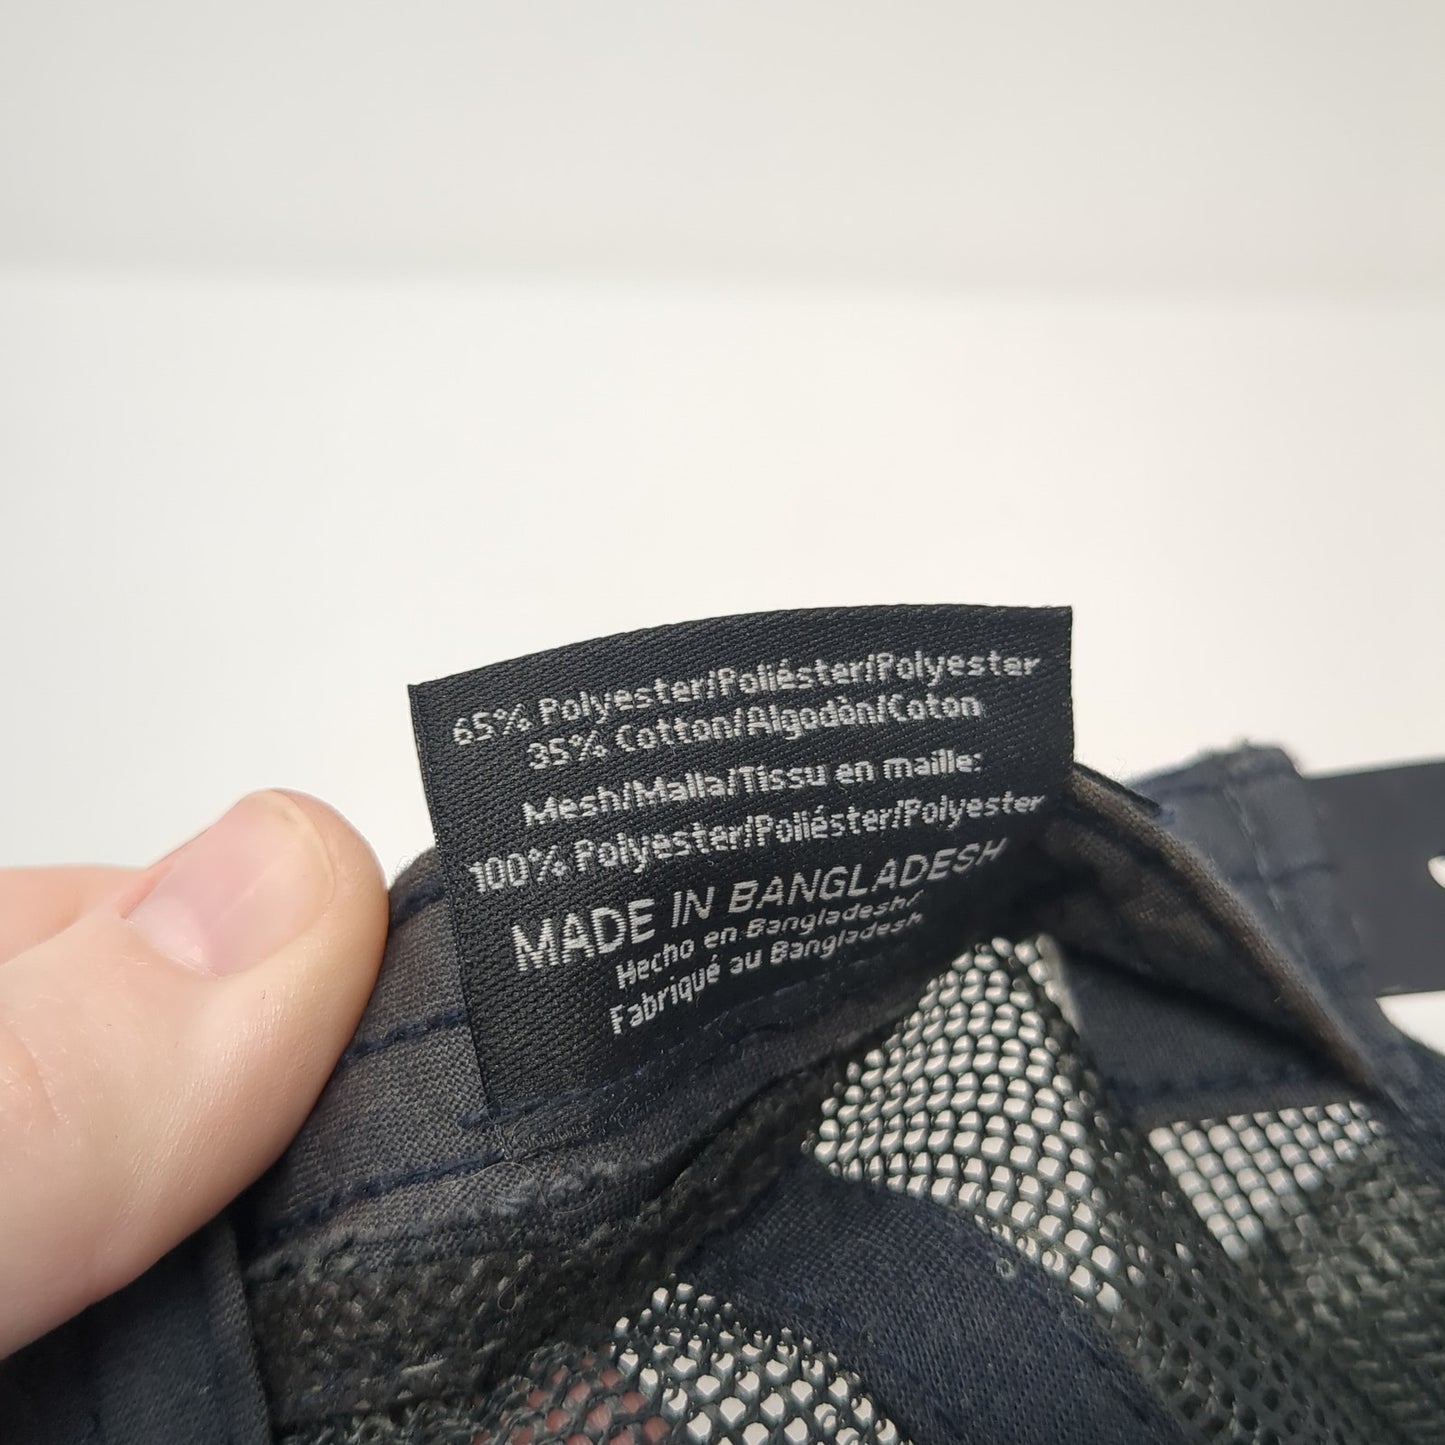 65% Polyester/Poliéster/Polyester
35% Cotton/Algodòn/Coton
Mesh/Malla/Tissu en maille:
100% Polyester/Poliéster/Polyester
MADE IN BANGLADESH
Hecho en Bangladesh/
Fabriqué au Bangladesh